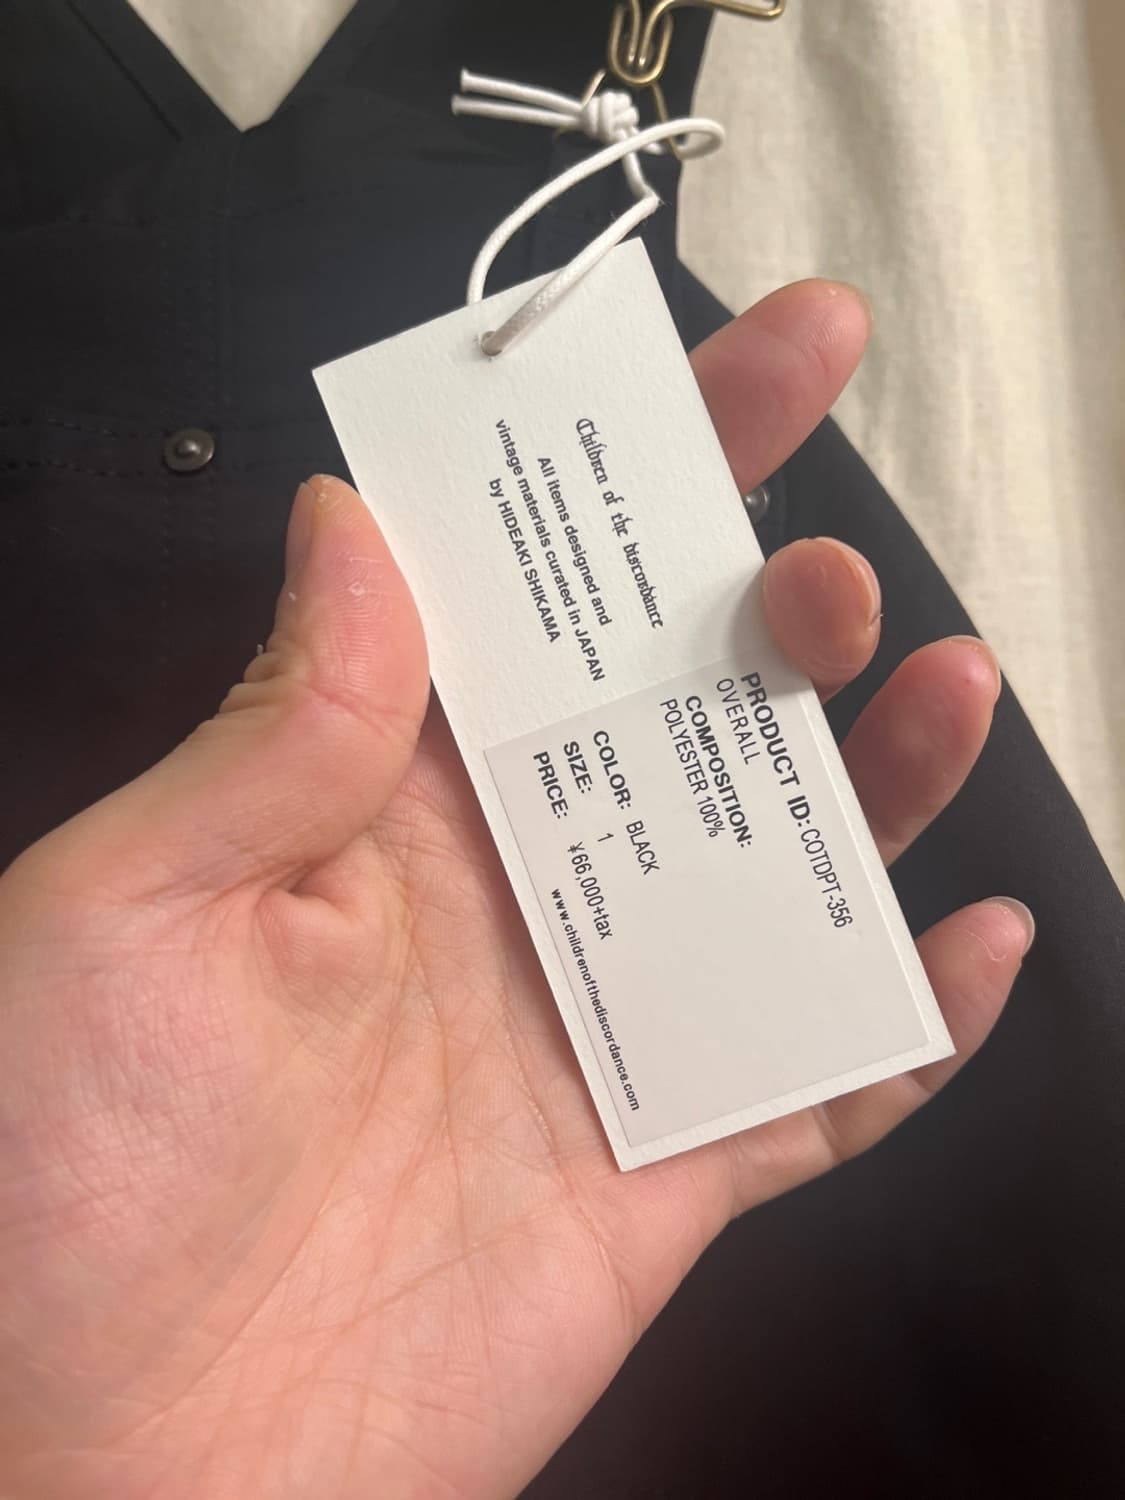 Children of the discordance
All items designed and
vintage materials curated in JAPAN
by HIDEAKI SHIKAMA
PRODUCT ID: COTDPT-356
OVERALL
COMPOSITION:
POLYESTER 100%
COLOR: BLACK
SIZE: 1
PRICE: ¥66,000+tax
www.childrenofthediscordance.com